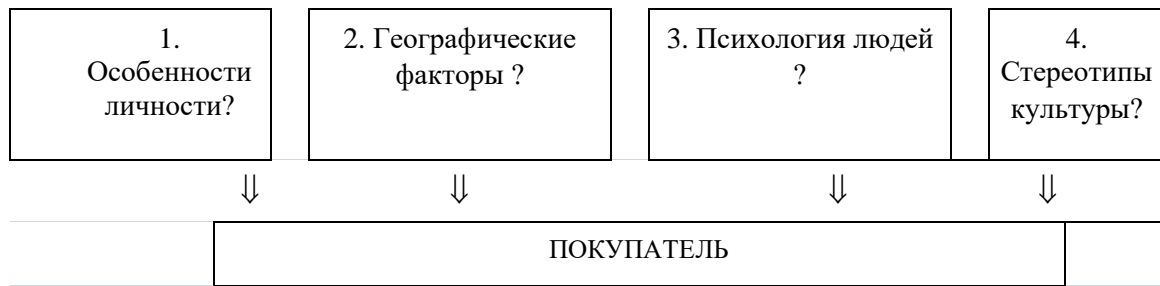 1.
Особенности
личности?
2. Географические
факторы ?
3. Психология людей
?
4.
Стереотипы
культуры?
⇓ ⇓ ⇓ ⇓
ПОКУПАТЕЛЬ